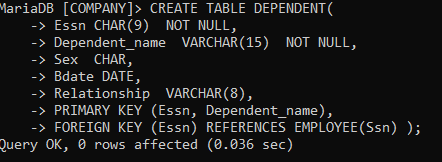 MariaDB [COMPANY]> CREATE TABLE DEPENDENT(
    -> Essn CHAR(9)  NOT NULL,
    -> Dependent_name  VARCHAR(15)  NOT NULL,
    -> Sex  CHAR,
    -> Bdate DATE,
    -> Relationship  VARCHAR(8),
    -> PRIMARY KEY (Essn, Dependent_name),
    -> FOREIGN KEY (Essn) REFERENCES EMPLOYEE(Ssn) );
Query OK, 0 rows affected (0.036 sec)